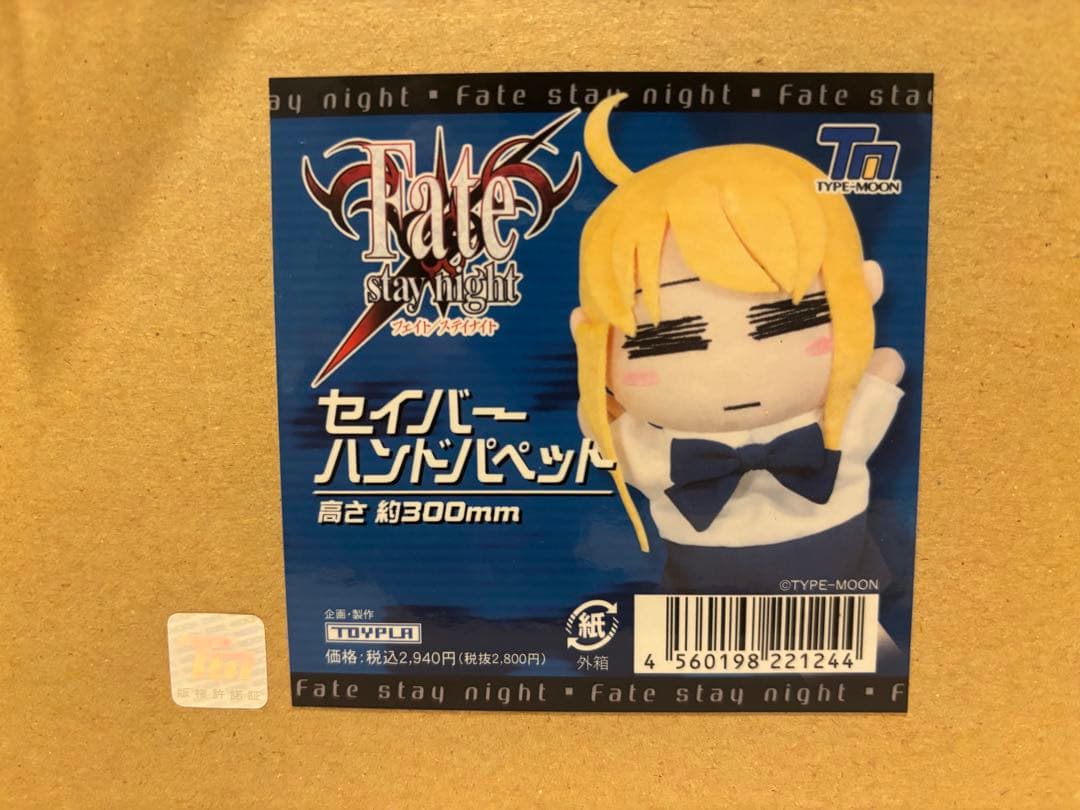 ay night ▪ Fate stay night ▪ Fate sta
Fate
stay night
フェイト/ステイナイト
Tm
TYPE-MOON
セイバー
ハンドパペット
高さ 約300mm
©TYPE-MOON
企画・製作
TOYPLA
価格:税込2,940円(税抜2,800円)
紙
外箱
4 560198 221244
Fate stay night ▪ Fate stay night ▪ F
Tm
版権許諾証